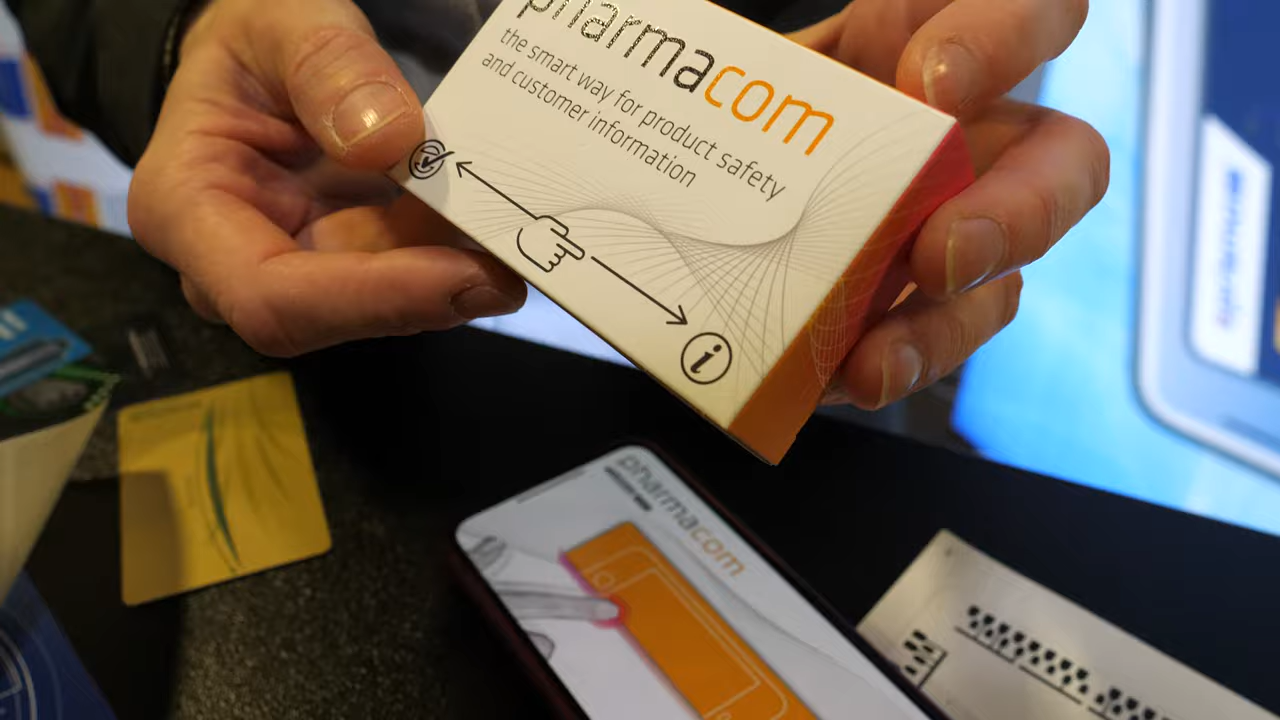 pharmacom
the smart way for product safety
and customer information
i
pharmacom